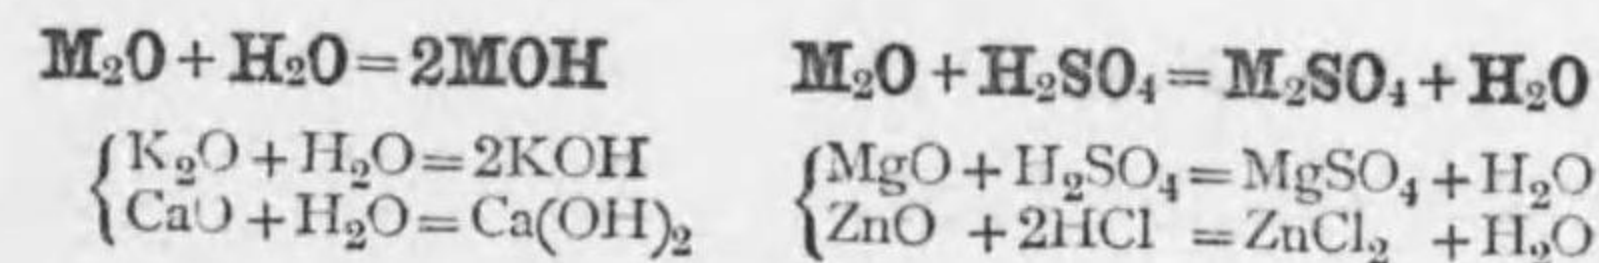 M₂O + H₂O = 2MOH
K₂O + H₂O = 2KOH
CaO + H₂O = Ca(OH)₂
M₂O + H₂SO₄ = M₂SO₄ + H₂O
MgO + H₂SO₄ = MgSO₄ + H₂O
ZnO + 2HCl = ZnCl₂ + H₂O